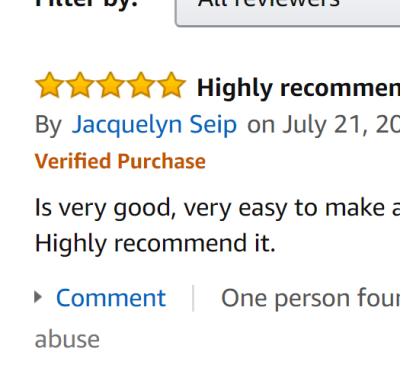 Filter by: All reviewers
Highly recommen
By Jacquelyn Seip on July 21, 20
Verified Purchase
Is very good, very easy to make a
Highly recommend it.
Comment One person four
abuse